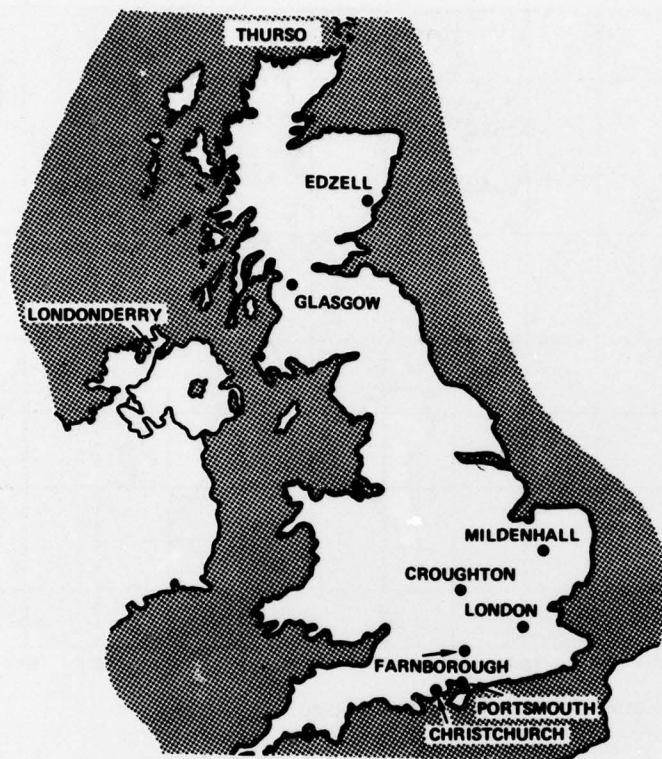 THURSO
EDZELL
GLASGOW
LONDONDERRY
MILDENHALL
CROUGHTON
LONDON
FARNBOROUGH
PORTSMOUTH
CHRISTCHURCH